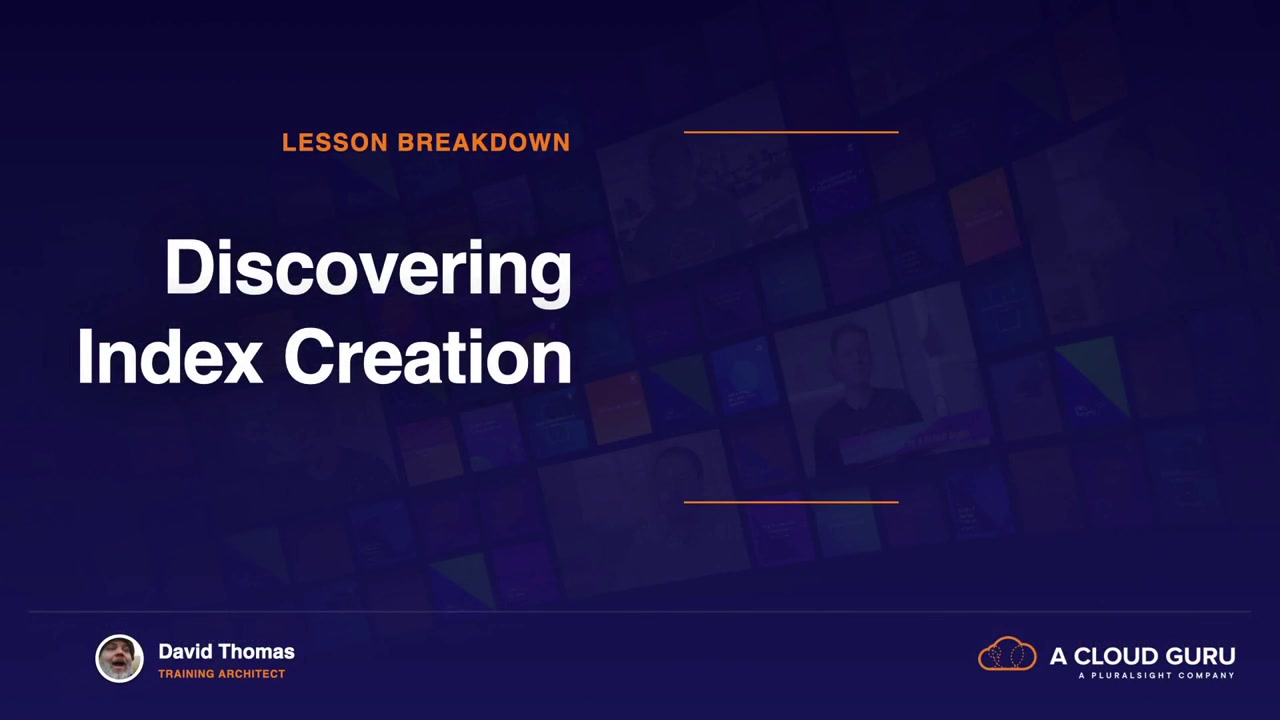 LESSON BREAKDOWN
Discovering
Index Creation
David Thomas
TRAINING ARCHITECT
A CLOUD GURU
A PLURALSIGHT COMPANY